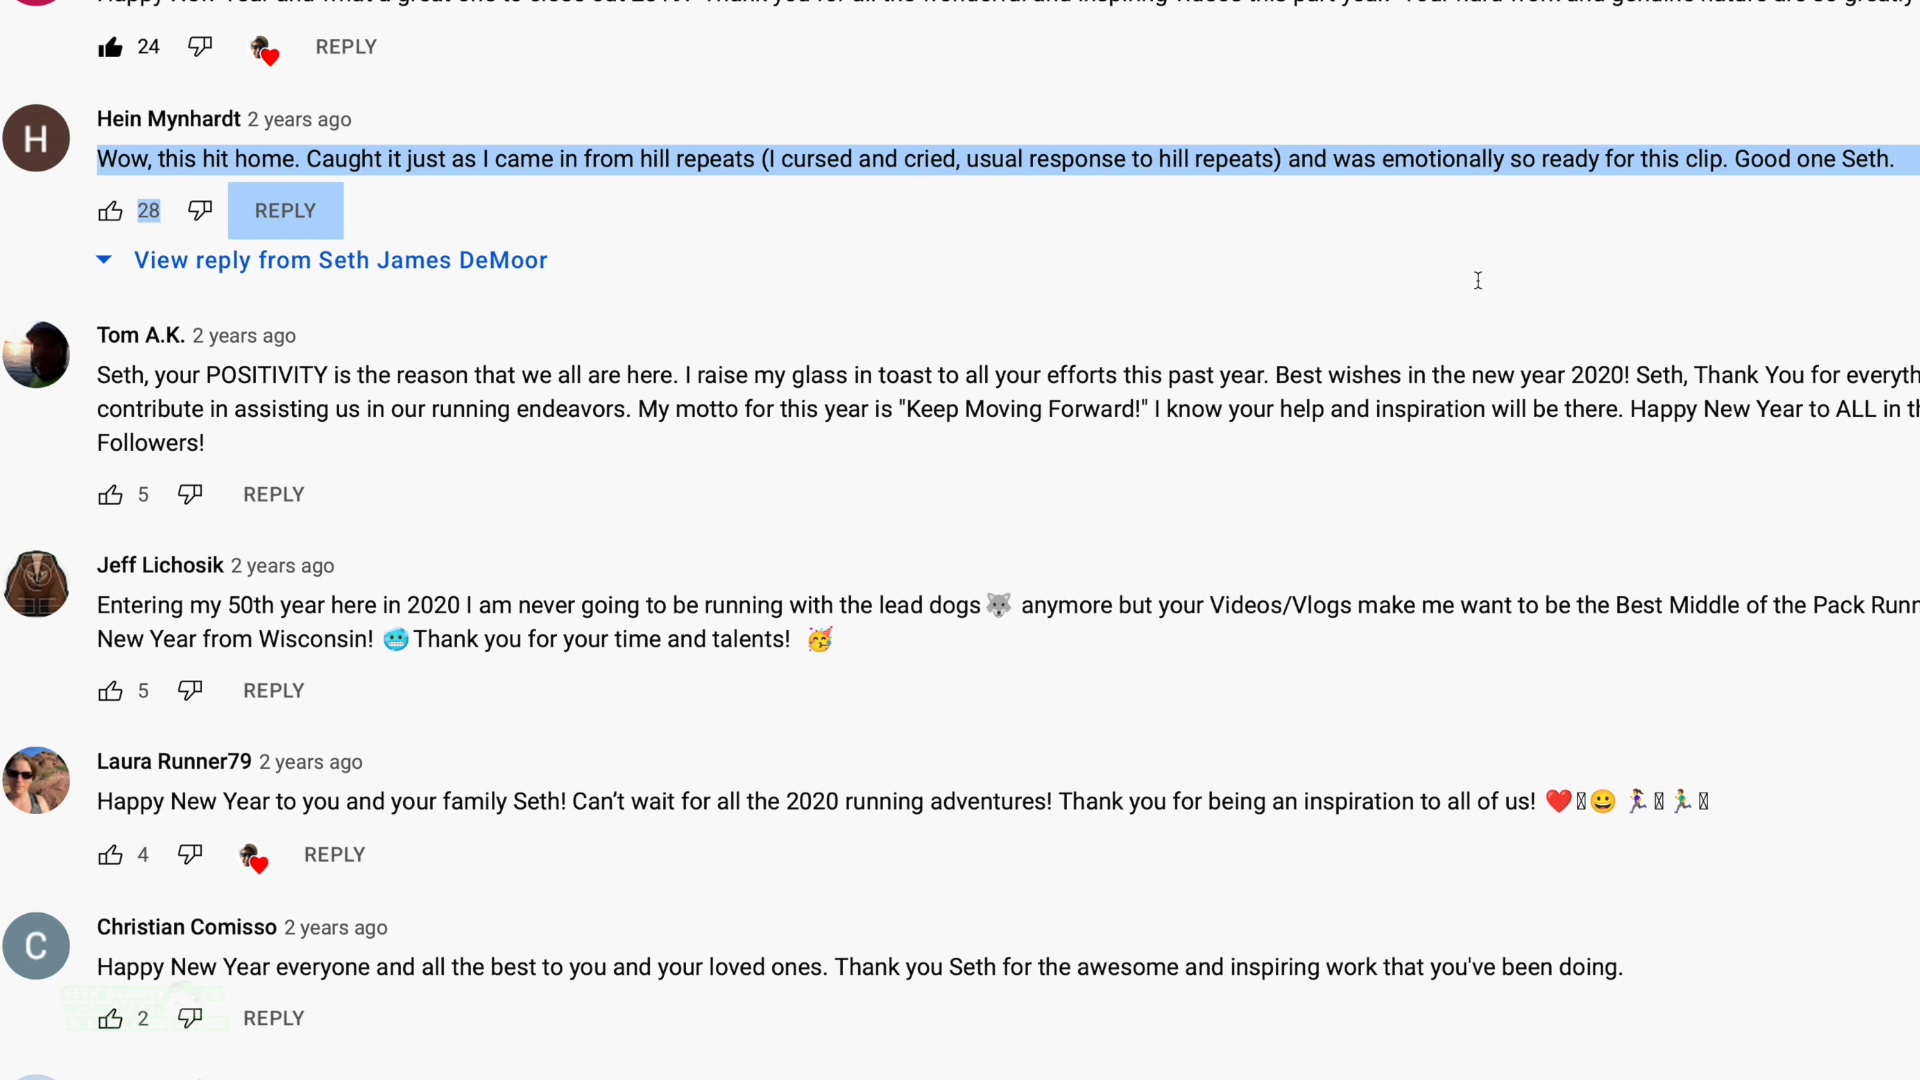 24 REPLY
Hein Mynhardt 2 years ago
H
Wow, this hit home. Caught it just as I came in from hill repeats (I cursed and cried, usual response to hill repeats) and was emotionally so ready for this clip. Good one Seth.
28 REPLY
View reply from Seth James DeMoor
Tom A.K. 2 years ago
Seth, your POSITIVITY is the reason that we all are here. I raise my glass in toast to all your efforts this past year. Best wishes in the new year 2020! Seth, Thank You for everyth
contribute in assisting us in our running endeavors. My motto for this year is "Keep Moving Forward!" I know your help and inspiration will be there. Happy New Year to ALL in th
Followers!
5 REPLY
Jeff Lichosik 2 years ago
Entering my 50th year here in 2020 I am never going to be running with the lead dogs🐺 anymore but your Videos/Vlogs make me want to be the Best Middle of the Pack Runn
New Year from Wisconsin! 🥶Thank you for your time and talents! 🥳
5 REPLY
Laura Runner79 2 years ago
Happy New Year to you and your family Seth! Can’t wait for all the 2020 running adventures! Thank you for being an inspiration to all of us! ❤️😀 🏃‍♀️🏃‍♂️
4 REPLY
Christian Comisso 2 years ago
C
Happy New Year everyone and all the best to you and your loved ones. Thank you Seth for the awesome and inspiring work that you've been doing.
2 REPLY